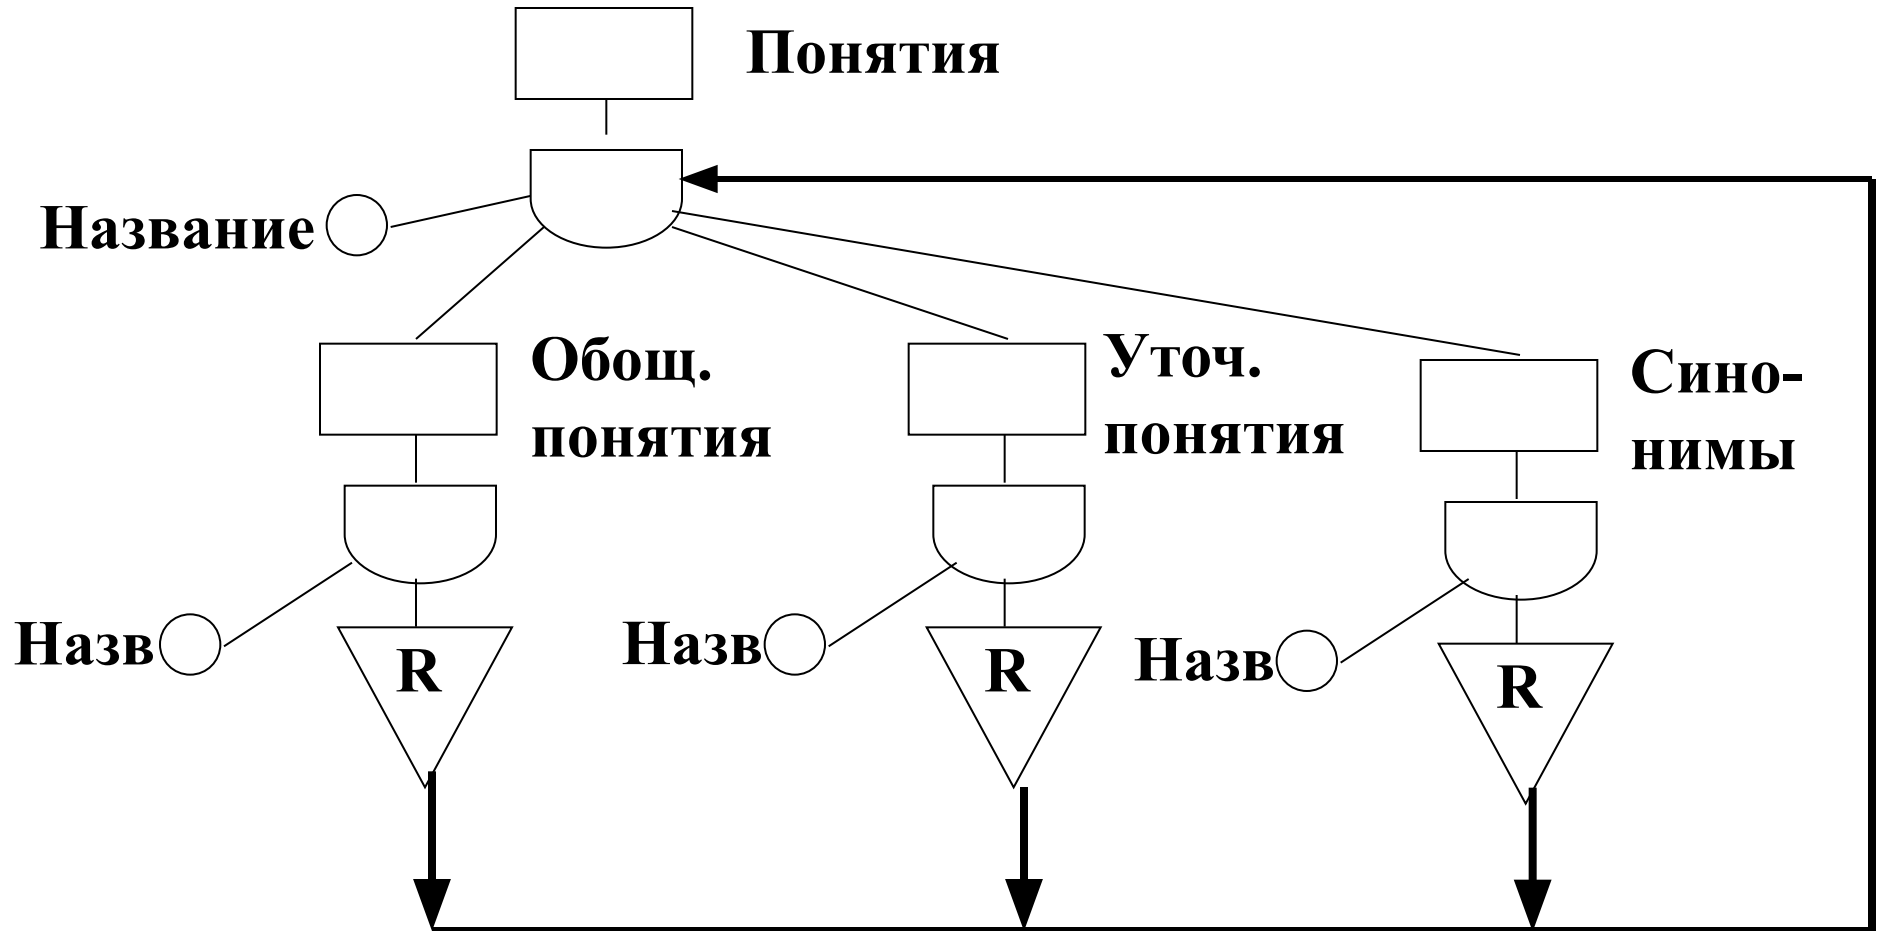 Понятия
Название
Обощ.
понятия
Уточ.
понятия
Сино-
нимы
Назв
R
Назв
R
Назв
R